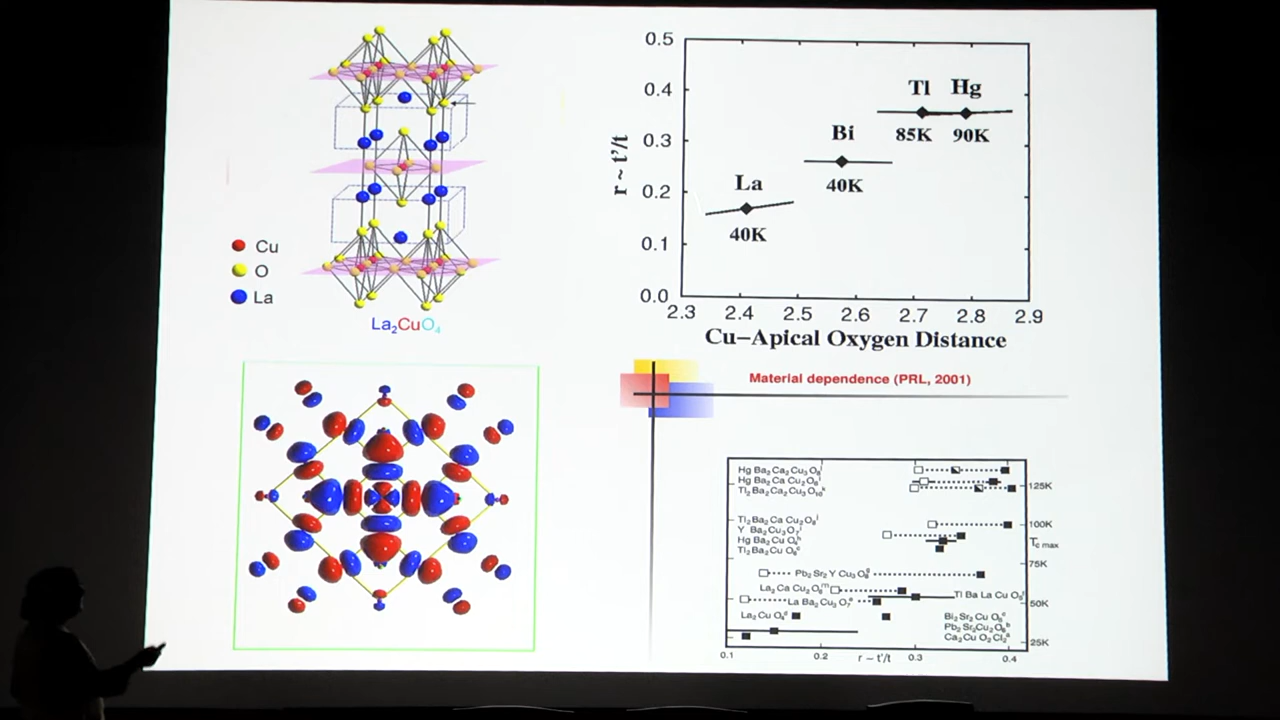 Cu
O
La
La2CuO4
0.5
0.4
0.3
0.2
0.1
0.0
r ~ t'/t
La
40K
Bi
40K
Tl Hg
85K 90K
2.3 2.4 2.5 2.6 2.7 2.8 2.9
Cu–Apical Oxygen Distance
Material dependence (PRL, 2001)
Hg Ba2 Ca3 Cu3 O8
Hg Ba2 Ca Cu2 O6
Tl2 Ba2 Ca2 Cu3 O10
Tl2 Ba2 Ca Cu2 O8
Y Ba2 Cu3 O7
Hg Ba2 Cu O4
Tl2 Ba2 Cu O6
Pb2 Sr2 Y Cu3 O8
La2 Ca Cu2 O6
Tl Ba La Cu O5
La Ba2 Cu3 O7
La2 Cu O4
Bi2 Sr2 Cu O6
Pb2 Sr2 Cu2 O6
Ca2 Cu O2 Cl2
125K
100K
Tc max
75K
50K
25K
0.1 0.2 0.3 0.4
r ~ t'/t